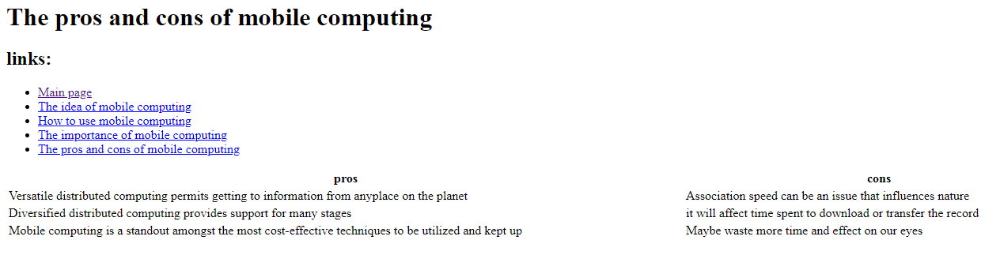 The pros and cons of mobile computing
links:
Main page
The idea of mobile computing
How to use mobile computing
The importance of mobile computing
The pros and cons of mobile computing
pros cons
Versatile distributed computing permits getting to information from anyplace on the planet Association speed can be an issue that influences nature
Diversified distributed computing provides support for many stages it will affect time spent to download or transfer the record
Mobile computing is a standout amongst the most cost-effective techniques to be utilized and kept up Maybe waste more time and effect on our eyes